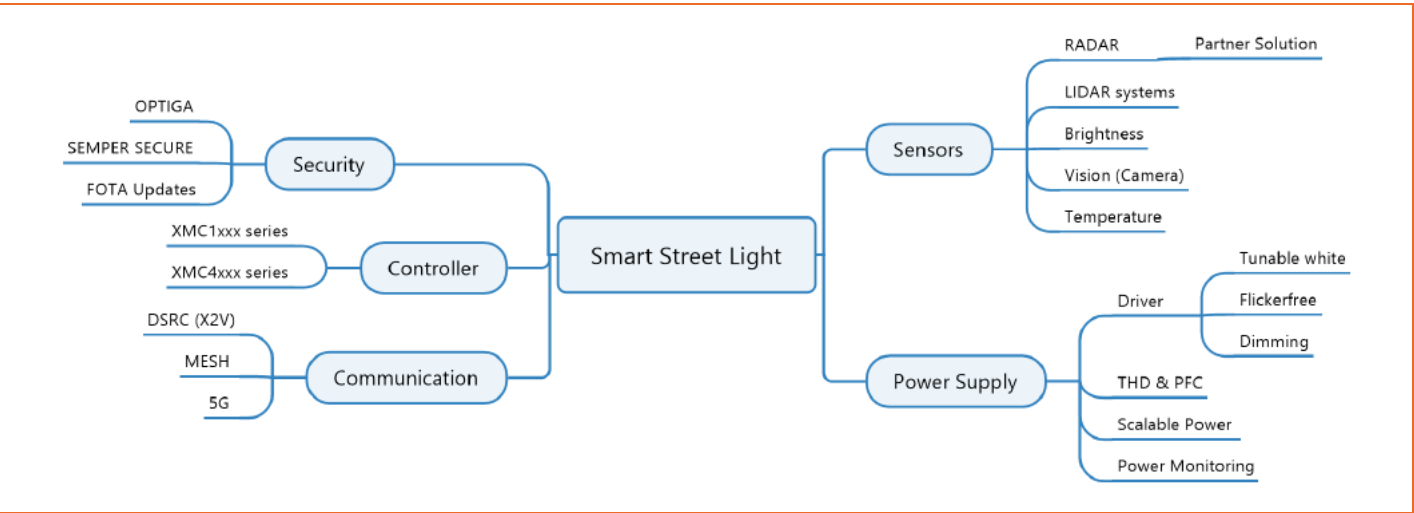 OPTIGA
SEMPER SECURE
FOTA Updates
Security
XMC1xxx series
XMC4xxx series
Controller
DSRC (X2V)
MESH
5G
Communication
Smart Street Light
Sensors
RADAR
Partner Solution
LIDAR systems
Brightness
Vision (Camera)
Temperature
Power Supply
Driver
Tunable white
Flickerfree
Dimming
THD & PFC
Scalable Power
Power Monitoring